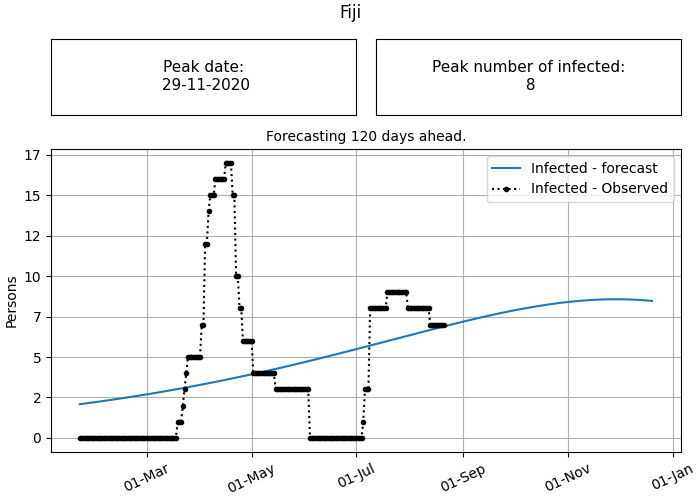 Fiji
Peak date:
29-11-2020
Peak number of infected:
8
Forecasting 120 days ahead.
Infected - forecast
Infected - Observed
Persons
17
15
12
10
7
5
2
0
01-Mar
01-May
01-Jul
01-Sep
01-Nov
01-Jan